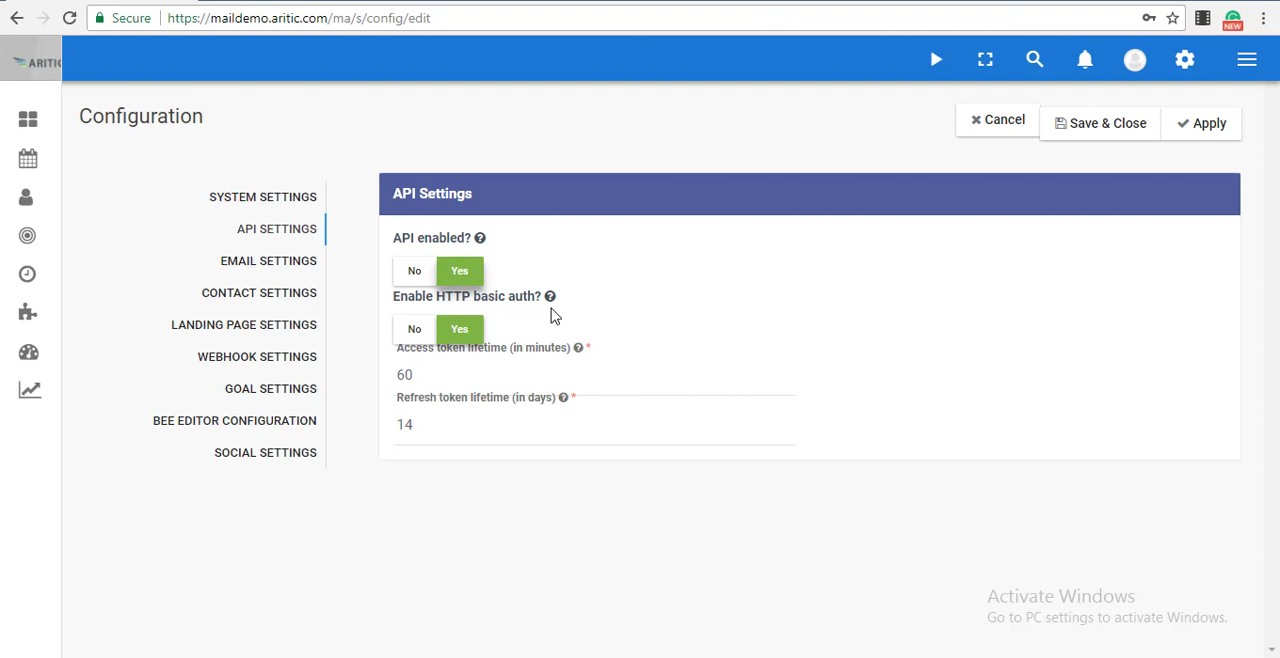 Secure https://maildemo.aritic.com/ma/s/config/edit
NEW
ARITIC
Configuration
Cancel
Save & Close
Apply
SYSTEM SETTINGS
API SETTINGS
EMAIL SETTINGS
CONTACT SETTINGS
LANDING PAGE SETTINGS
WEBHOOK SETTINGS
GOAL SETTINGS
BEE EDITOR CONFIGURATION
SOCIAL SETTINGS
API Settings
API enabled?
No Yes
Enable HTTP basic auth?
No Yes
Access token lifetime (in minutes) *
60
Refresh token lifetime (in days) *
14
Activate Windows
Go to PC settings to activate Windows.